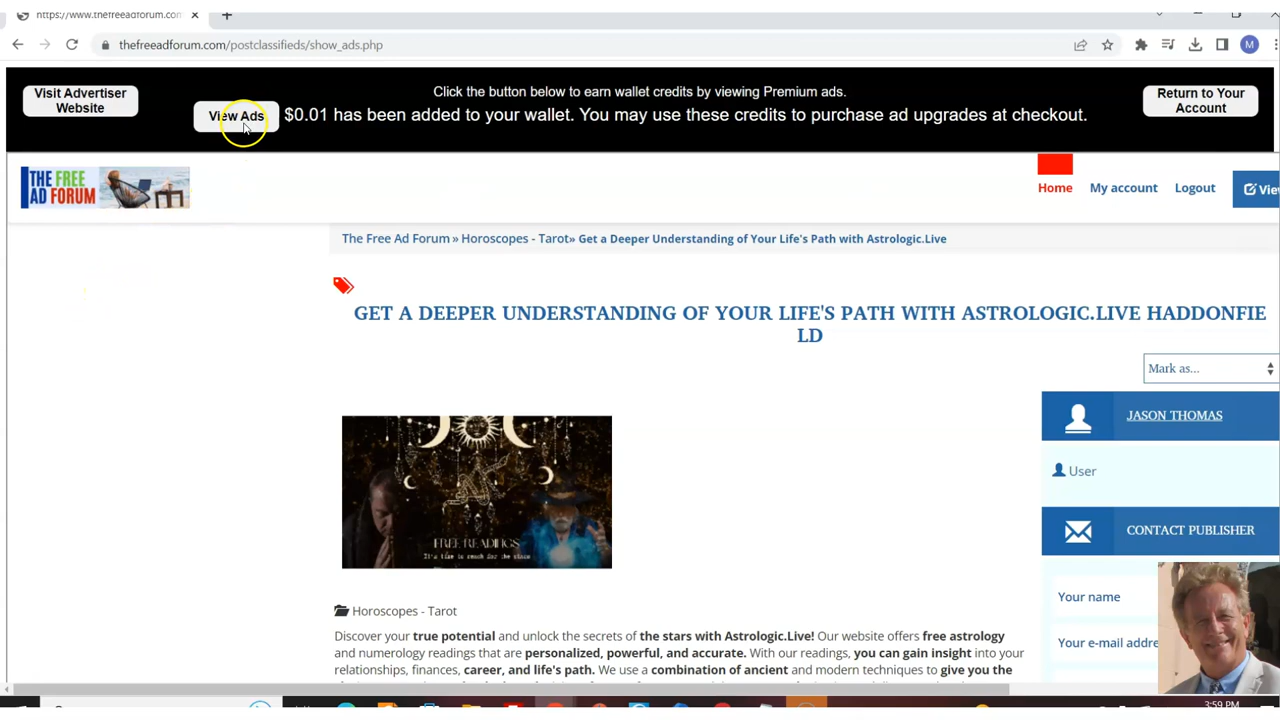 https://www.thefreeadforum.com
thefreeadforum.com/postclassifieds/show_ads.php
M
Visit Advertiser
Website
View Ads
Click the button below to earn wallet credits by viewing Premium ads.
$0.01 has been added to your wallet. You may use these credits to purchase ad upgrades at checkout.
Return to Your
Account
THE FREE
AD FORUM
Home
My account
Logout
The Free Ad Forum » Horoscopes - Tarot» Get a Deeper Understanding of Your Life's Path with Astrologic.Live
GET A DEEPER UNDERSTANDING OF YOUR LIFE'S PATH WITH ASTROLOGIC.LIVE HADDONFIE
LD
Mark as...
JASON THOMAS
User
FREE READINGS
It's time to reach for the stars
CONTACT PUBLISHER
Your name
Horoscopes - Tarot
Discover your true potential and unlock the secrets of the stars with Astrologic.Live! Our website offers free astrology
and numerology readings that are personalized, powerful, and accurate. With our readings, you can gain insight into your
relationships, finances, career, and life's path. We use a combination of ancient and modern techniques to give you the
Your e-mail addre
3:59 PM